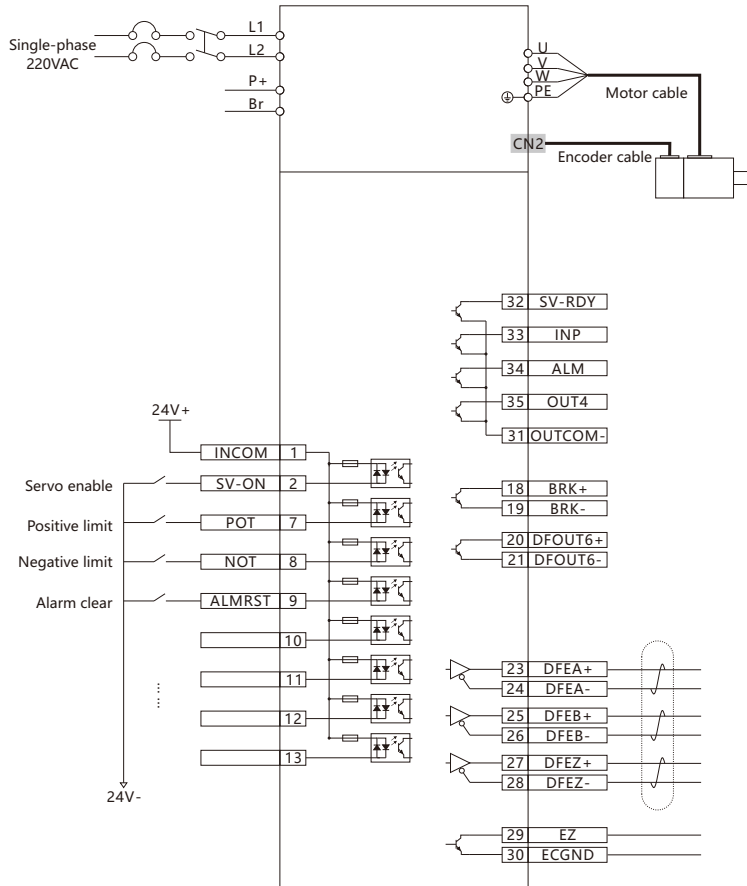 Single-phase
220VAC
L1
L2
P+
Br
U
V
W
PE
Motor cable
CN2
Encoder cable
32 SV-RDY
33 INP
34 ALM
35 OUT4
31 OUTCOM-
24V+
INCOM 1
Servo enable SV-ON 2
Positive limit POT 7
Negative limit NOT 8
Alarm clear ALMRST 9
10
11
12
13
24V-
18 BRK+
19 BRK-
20 DFOUT6+
21 DFOUT6-
23 DFEA+
24 DFEA-
25 DFEB+
26 DFEB-
27 DFEZ+
28 DFEZ-
29 EZ
30 ECGND